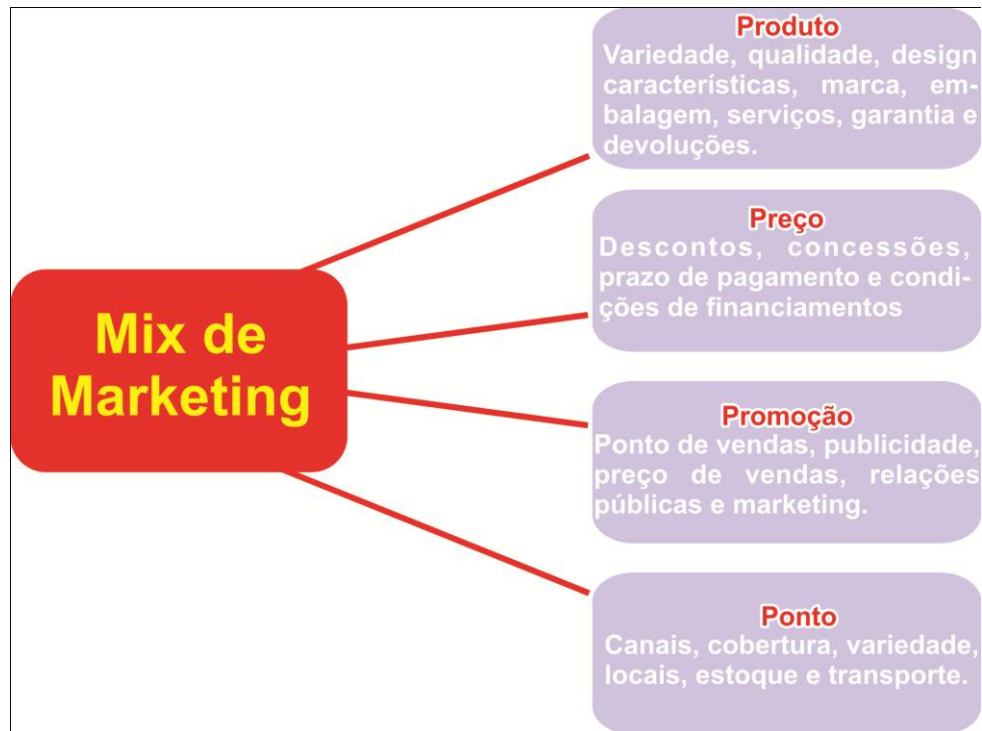 Mix de
Marketing
Produto
Variedade, qualidade, design
características, marca, em-
balagem, serviços, garantia e
devoluções.
Preço
Descontos, concessões,
prazo de pagamento e condi-
ções de financiamentos
Promoção
Ponto de vendas, publicidade,
preço de vendas, relações
públicas e marketing.
Ponto
Canais, cobertura, variedade,
locais, estoque e transporte.